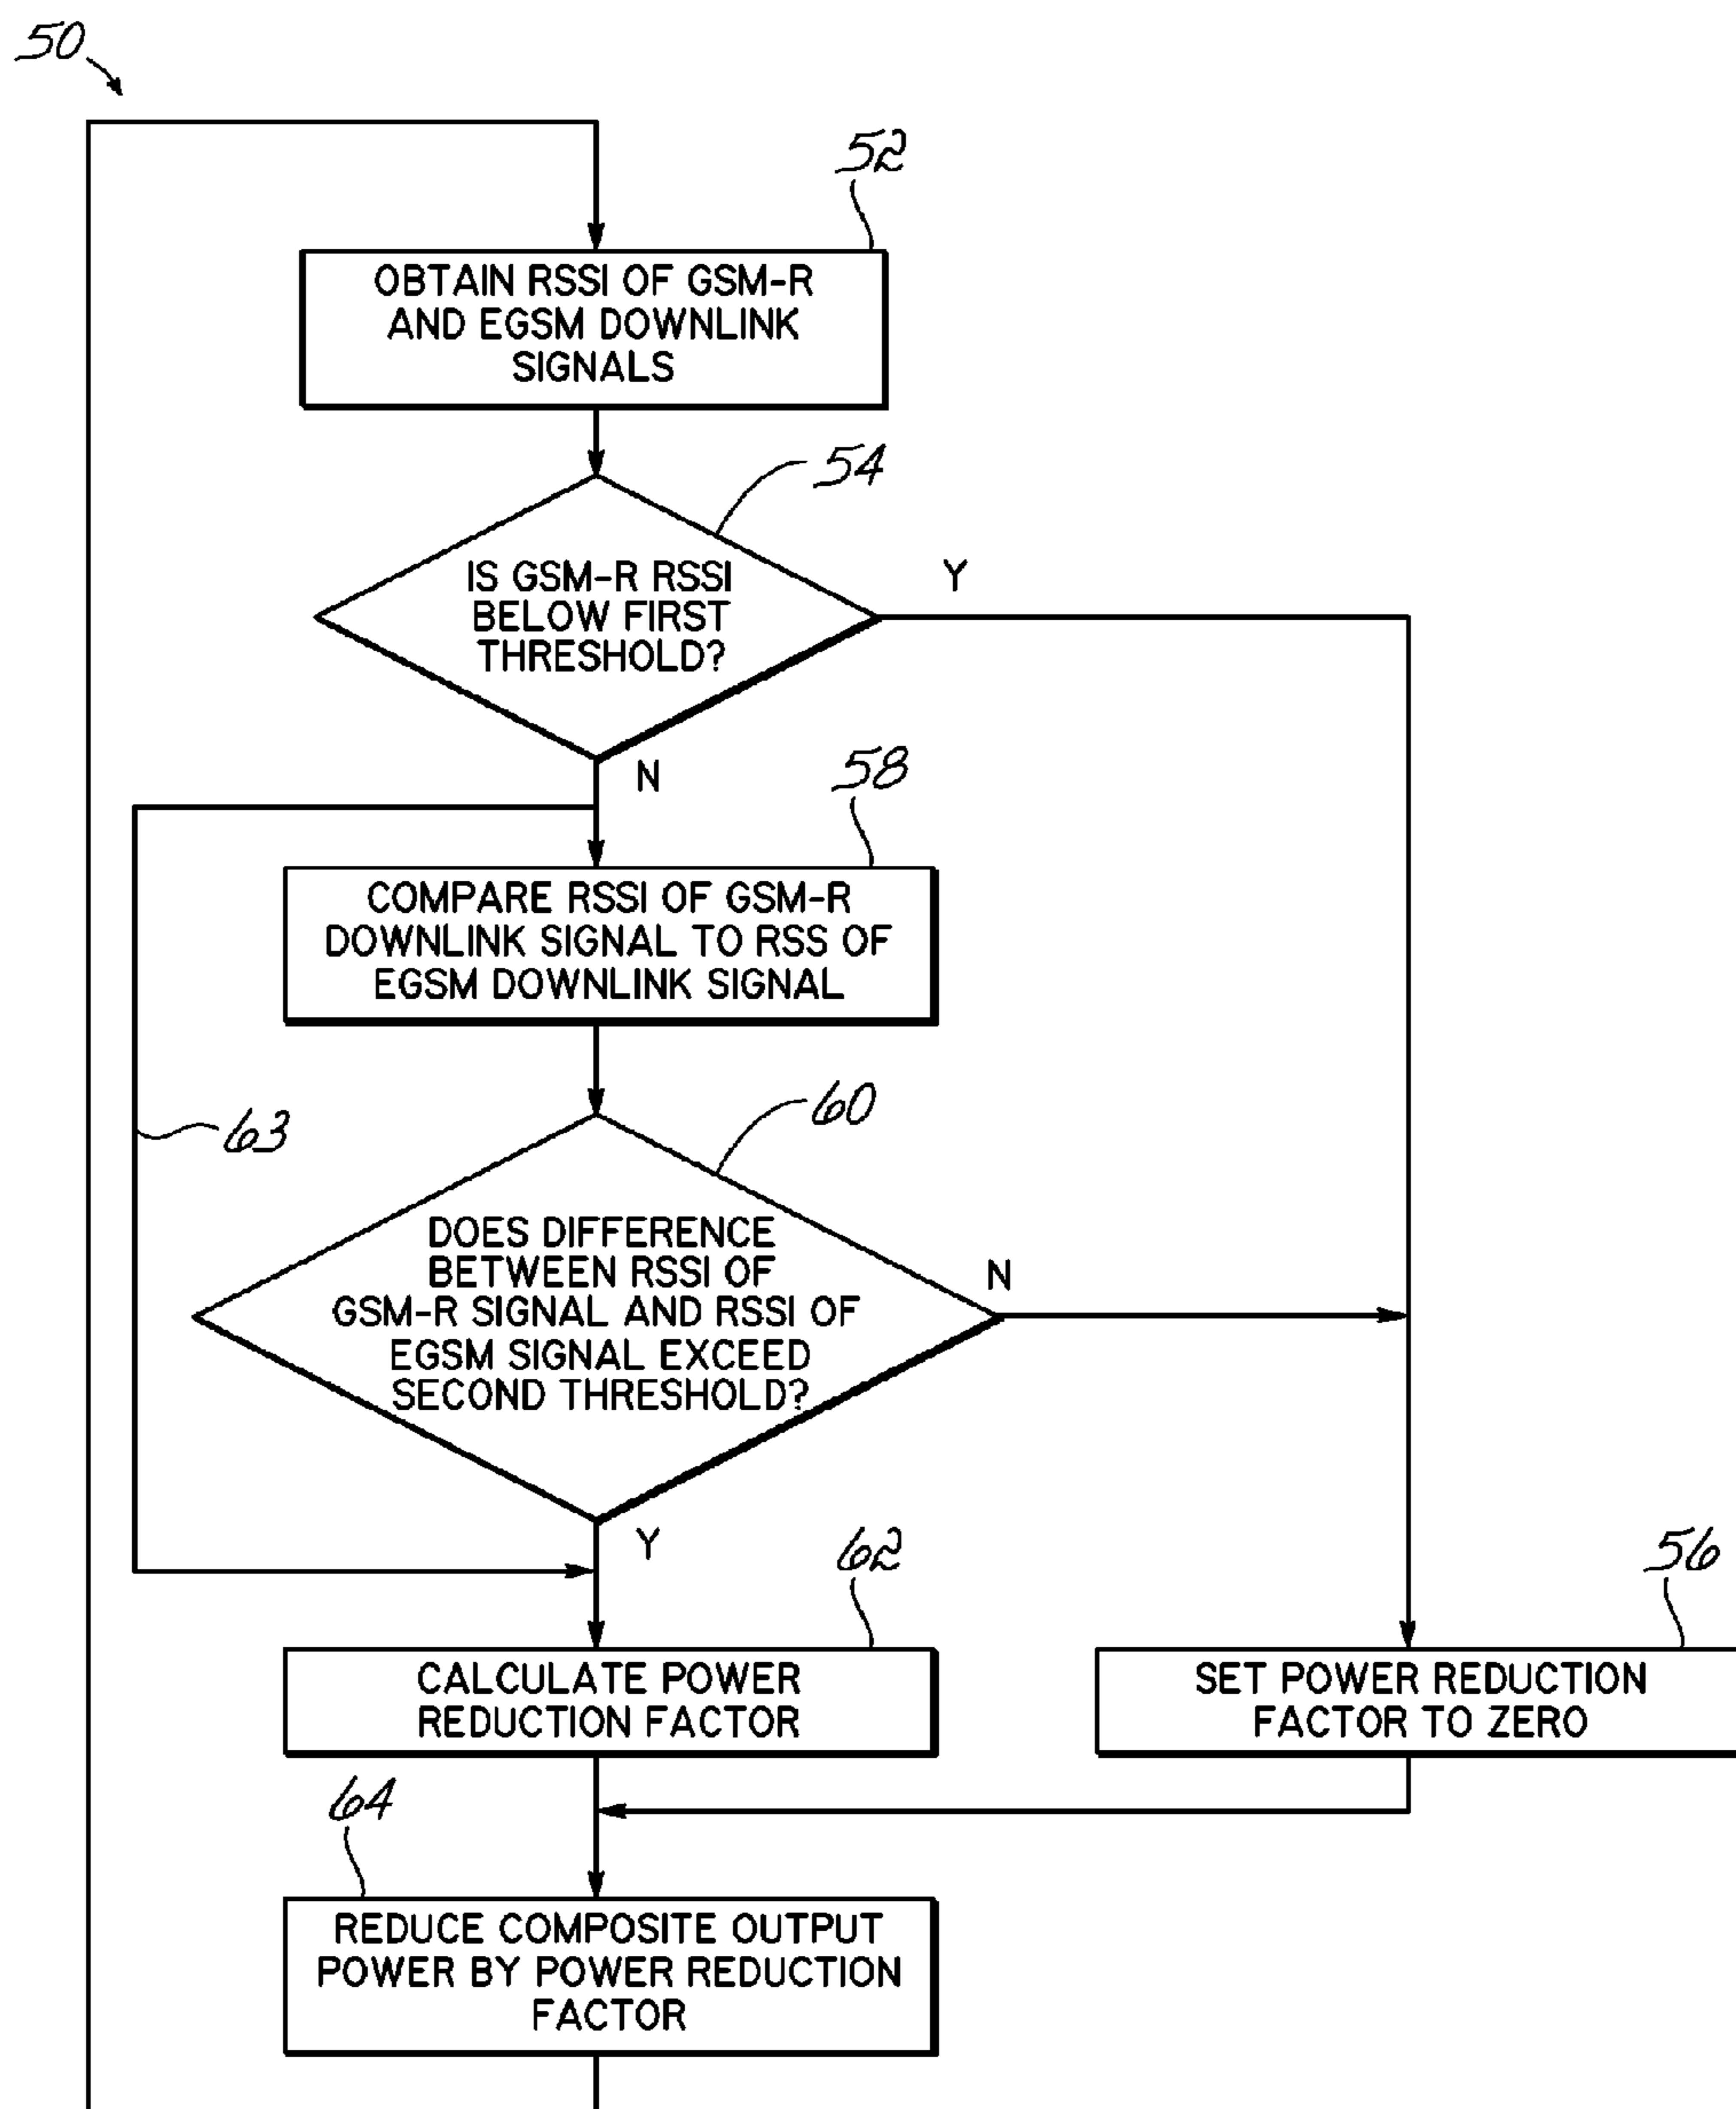 50
52
OBTAIN RSSI OF GSM-R
AND EGSM DOWNLINK
SIGNALS
54
IS GSM-R RSSI
BELOW FIRST
THRESHOLD?
Y
N
58
COMPARE RSSI OF GSM-R
DOWNLINK SIGNAL TO RSS OF
EGSM DOWNLINK SIGNAL
60
63
DOES DIFFERENCE
BETWEEN RSSI OF
GSM-R SIGNAL AND RSSI OF
EGSM SIGNAL EXCEED
SECOND THRESHOLD?
N
Y
62
56
CALCULATE POWER
REDUCTION FACTOR
SET POWER REDUCTION
FACTOR TO ZERO
64
REDUCE COMPOSITE OUTPUT
POWER BY POWER REDUCTION
FACTOR